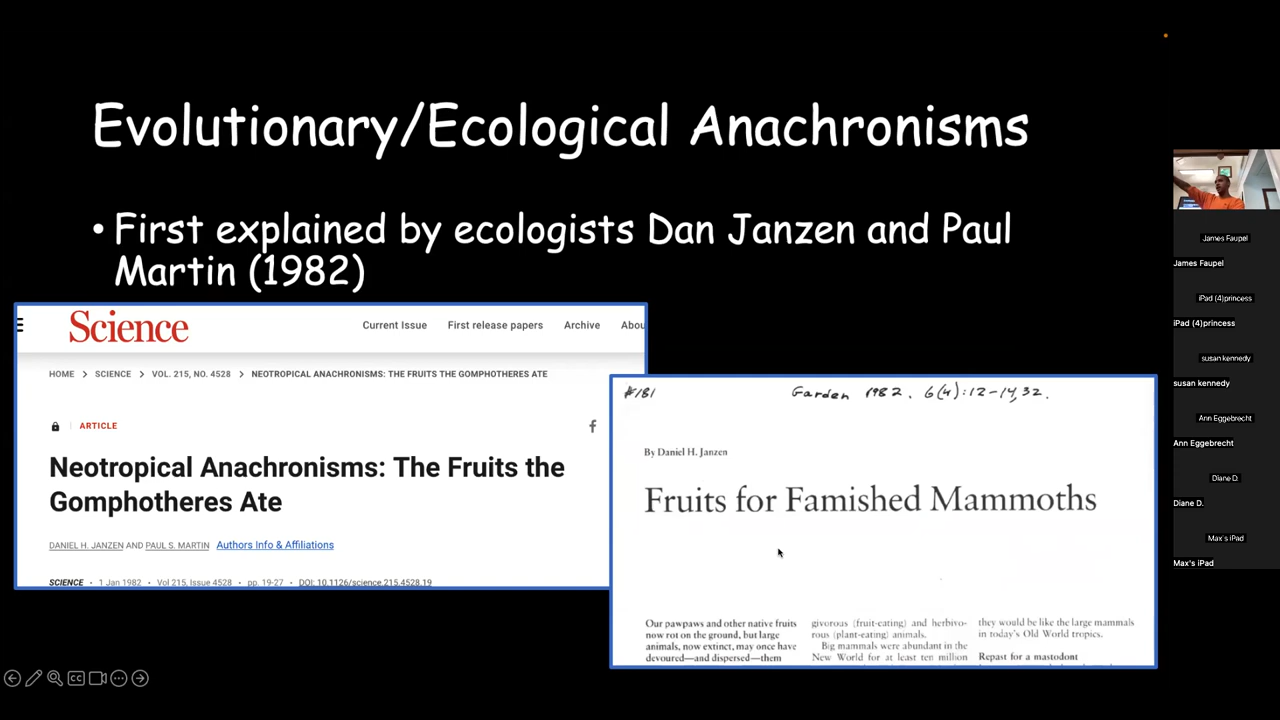 Evolutionary/Ecological Anachronisms
• First explained by ecologists Dan Janzen and Paul
Martin (1982)
Science
Current Issue First release papers Archive Abou
HOME > SCIENCE > VOL. 215, NO. 4528 > NEOTROPICAL ANACHRONISMS: THE FRUITS THE GOMPHOTHERES ATE
ARTICLE
f
Neotropical Anachronisms: The Fruits the
Gomphotheres Ate
DANIEL H. JANZEN AND PAUL S. MARTIN Authors Info & Affiliations
SCIENCE • 1 Jan 1982 • Vol 215, Issue 4528 • pp. 19-27 • DOI: 10.1126/science.215.4528.19
#181 Garden 1982. 6(4):12-14,32.
By Daniel H. Janzen
Fruits for Famished Mammoths
Our pawpaws and other native fruits
now rot on the ground, but large
animals, now extinct, may once have
devoured—and dispersed—them
givorous (fruit-eating) and herbivo-
rous (plant-eating) animals.
Big mammals were abundant in the
New World for at least ten million
they would be like the large mammals
in today's Old World tropics.
Repast for a mastodont
James Faupel
James Faupel
iPad (4)princess
iPad (4)princess
susan kennedy
susan kennedy
Ann Eggebrecht
Ann Eggebrecht
Diane D.
Diane D.
Max's iPad
Max's iPad
CC